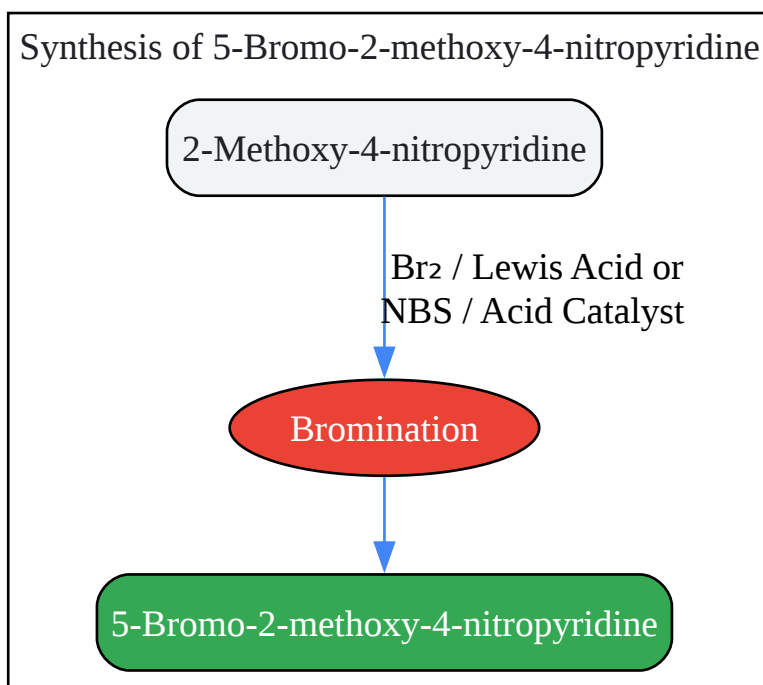 Synthesis of 5-Bromo-2-methoxy-4-nitropyridine
2-Methoxy-4-nitropyridine
Br₂ / Lewis Acid or
NBS / Acid Catalyst
Bromination
5-Bromo-2-methoxy-4-nitropyridine